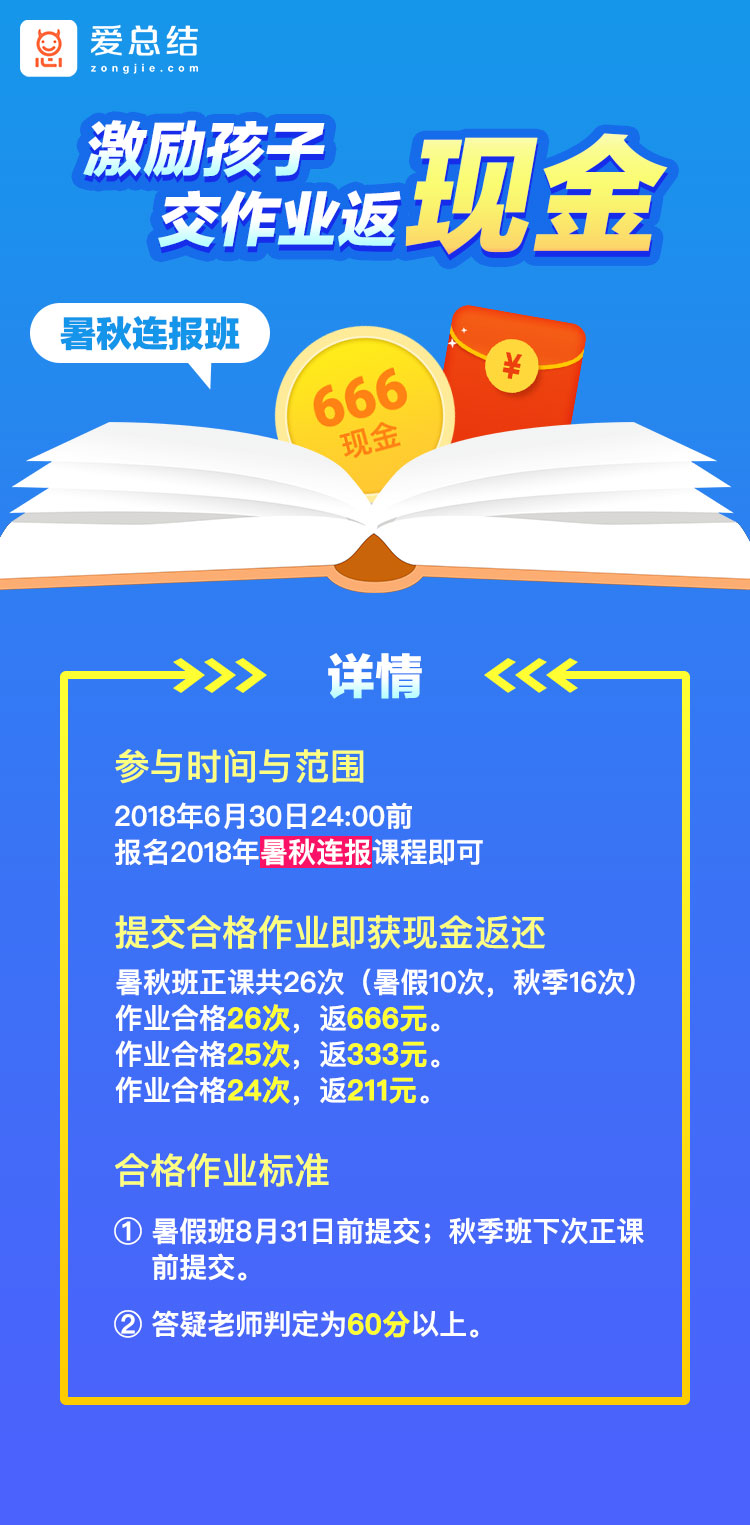 爱总结
zongjie.com
激励孩子
交作业返现金
暑秋连报班
666
现金
¥
详情
参与时间与范围
2018年6月30日24:00前
报名2018年暑秋连报课程即可
提交合格作业即获现金返还
暑秋班正课共26次（暑假10次，秋季16次）
作业合格26次，返666元。
作业合格25次，返333元。
作业合格24次，返211元。
合格作业标准
① 暑假班8月31日前提交；秋季班下次正课
前提交。
② 答疑老师判定为60分以上。